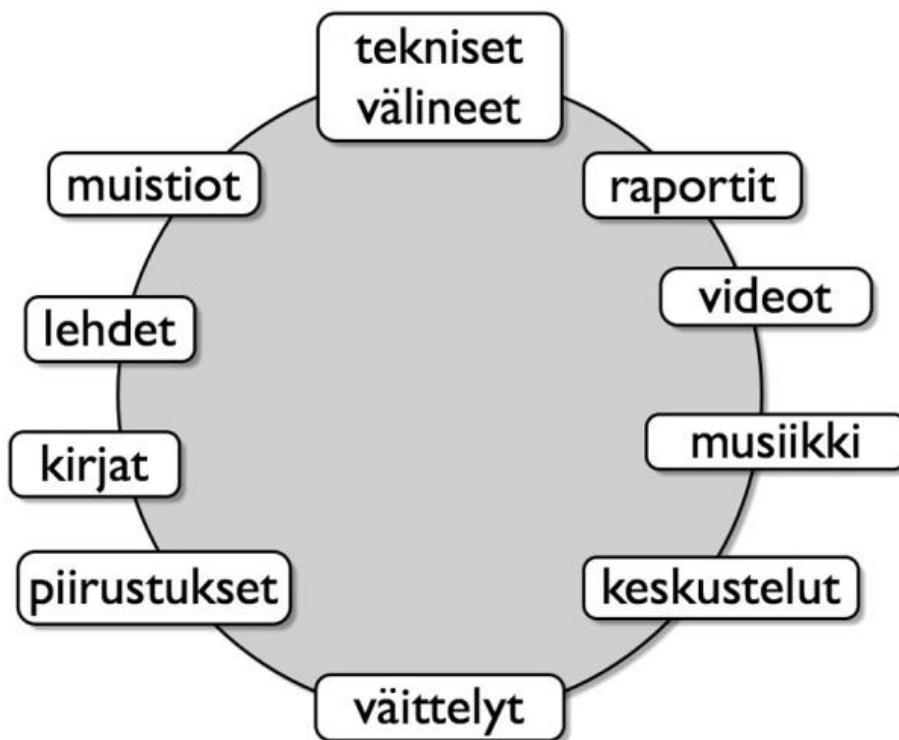 tekniset
välineet
muistiot
raportit
videot
lehdet
musiikki
kirjat
piirustukset
keskustelut
väittelyt